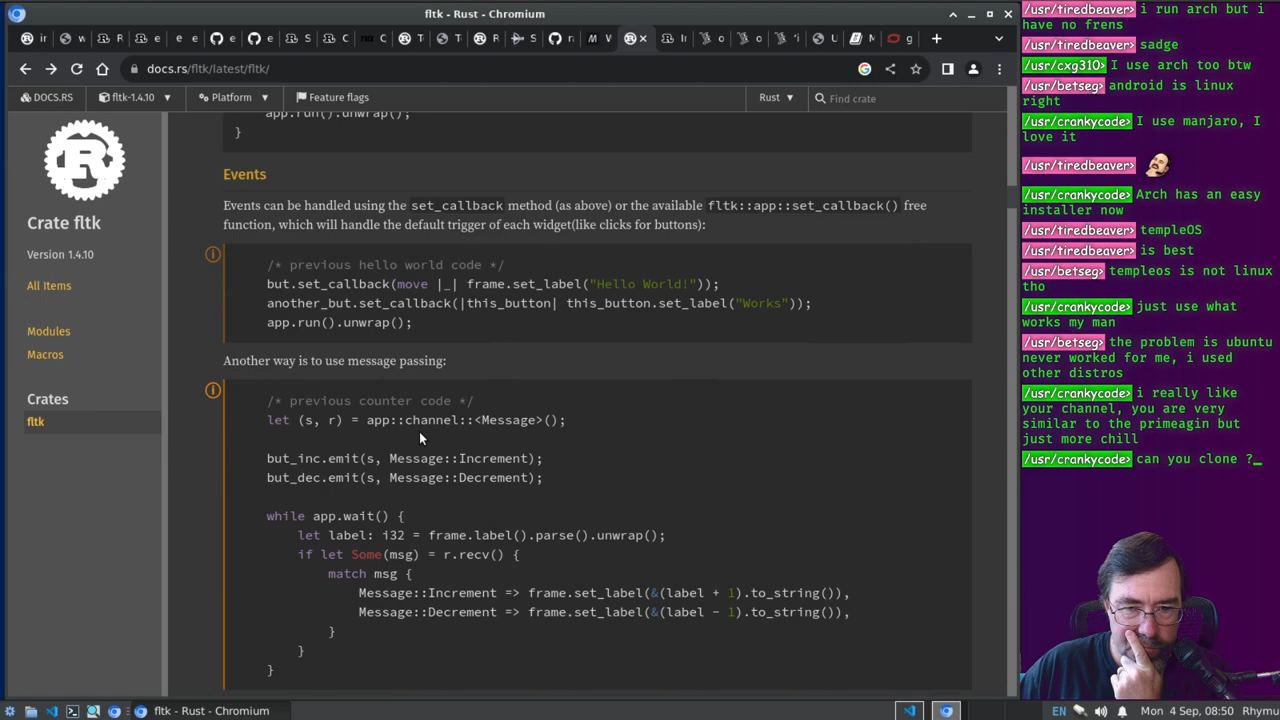 fltk - Rust - Chromium
docs.rs/fltk/latest/fltk/
DOCS.RS
fltk-1.4.10
Platform
Feature flags
Rust
Find crate
Crate fltk
Version 1.4.10
All Items
Modules
Macros
Crates
fltk
app.run().unwrap();
}
Events
Events can be handled set_callback method (as above) or the available fltk::app::set_callback() free
function, which will handle the default trigger of each widget(like clicks for buttons):
/* previous hello world code */
but.set_callback(move |_| frame.set_label("Hello World!"));
another_but.set_callback(|this_button| this_button.set_label("Works"));
app.run().unwrap();
Another way is to use message passing:
/* previous counter code */
let (s, r) = app::channel::<Message>();
but_inc.emit(s, Message::Increment);
but_dec.emit(s, Message::Decrement);
while app.wait() {
let label: i32 = frame.label().parse().unwrap();
if let Some(msg) = r.recv() {
match msg {
Message::Increment => frame.set_label(&(label + 1).to_string()),
Message::Decrement => frame.set_label(&(label - 1).to_string()),
}
}
}
/usr/tiredbeaver> i run arch but i
have no frens
/usr/tiredbeaver> sadge
/usr/cxg310> I use arch too btw
/usr/betseg> android is linux
right
/usr/crankycode> I use manjaro, I
love it
/usr/tiredbeaver>
/usr/crankycode> Arch has an easy
installer now
/usr/tiredbeaver> templeOS
/usr/tiredbeaver> is best
/usr/betseg> templeos is not linux
tho
/usr/crankycode> just use what
works my man
/usr/betseg> the problem is ubuntu
never worked for me, i used
other distros
/usr/crankycode> i really like
your channel, you are very
similar to the primeagin but
just more chill
/usr/crankycode> can you clone ?_
fltk - Rust - Chromium
EN
Mon 4 Sep, 08:50
Rhymu